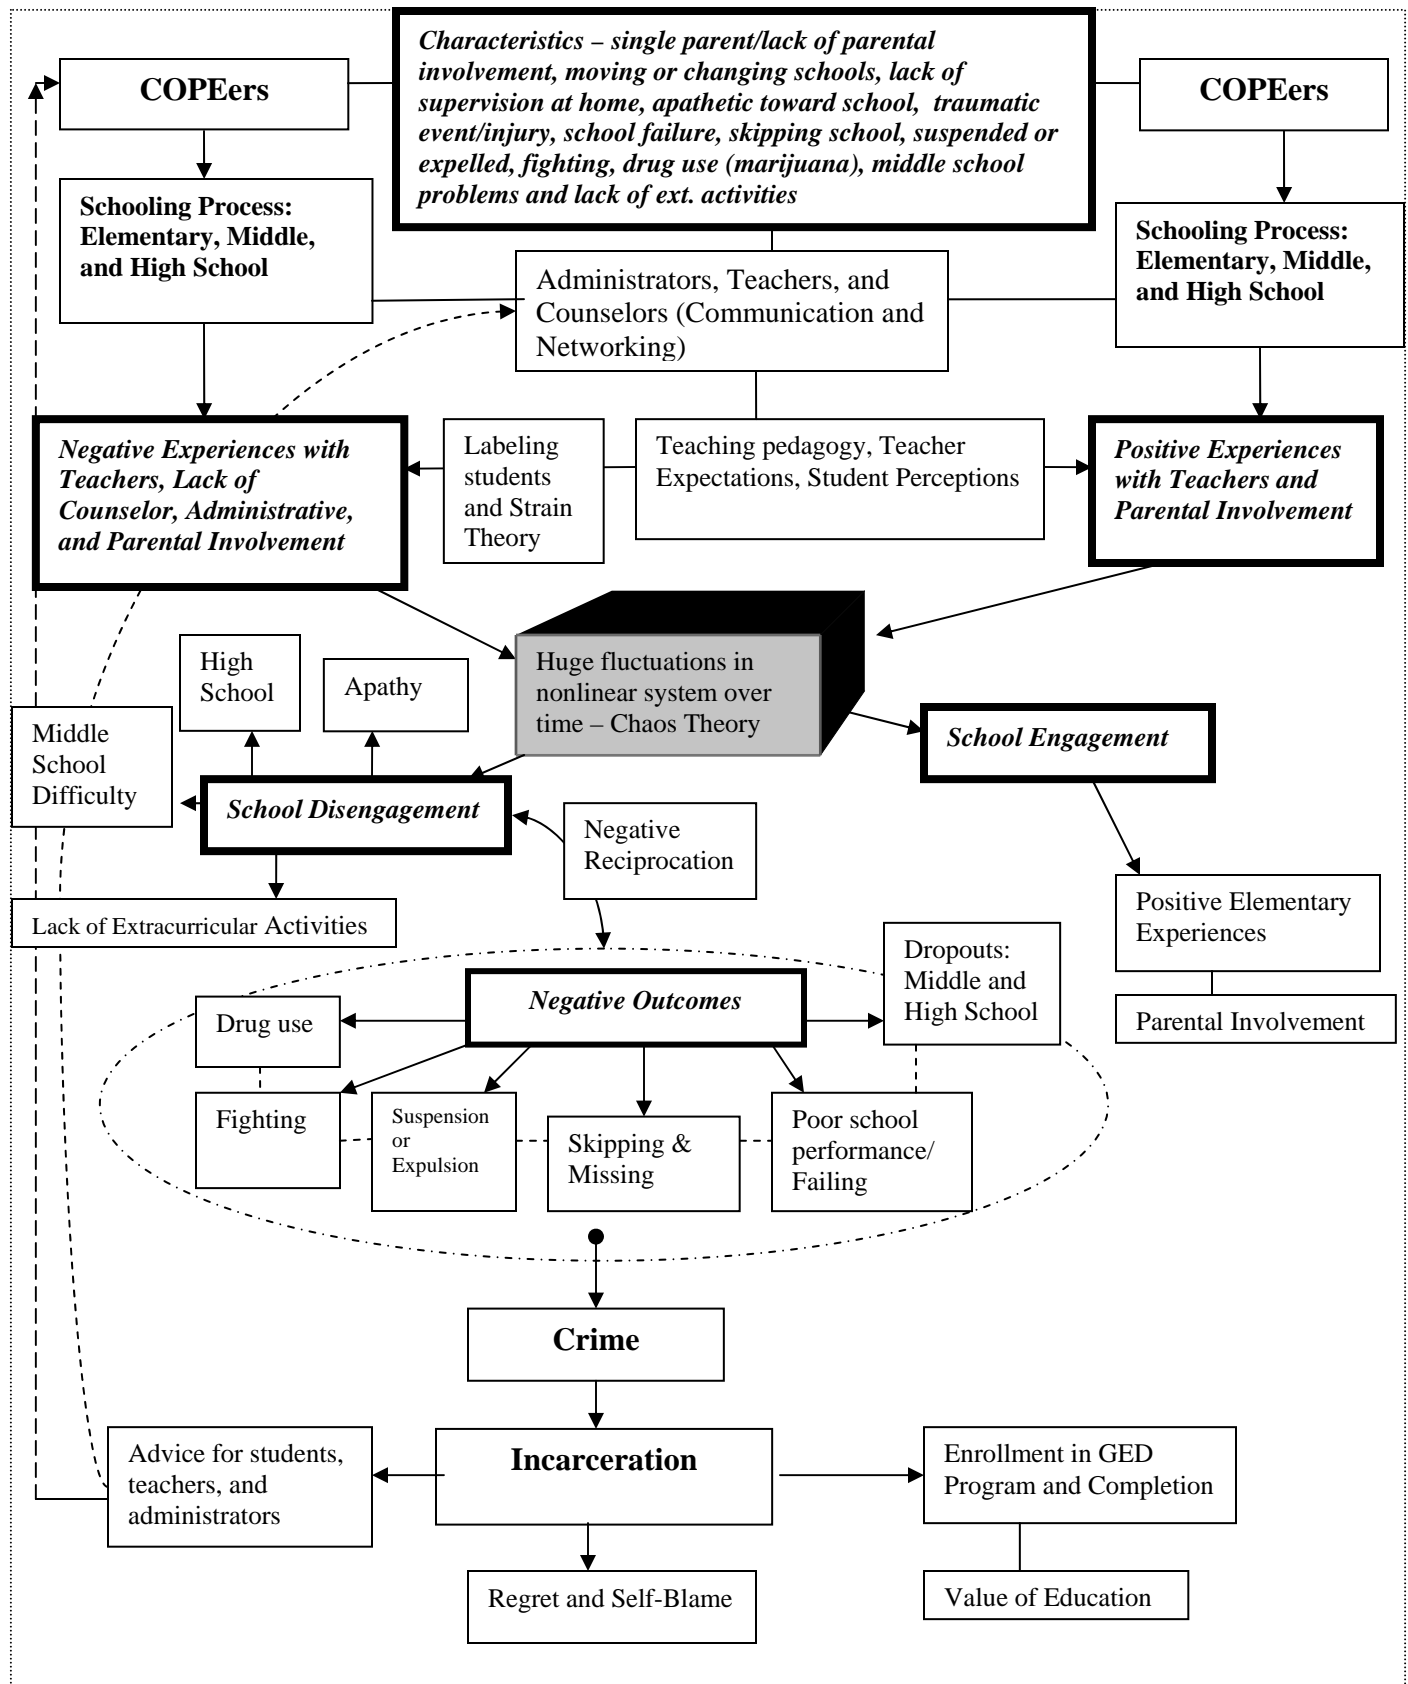 Characteristics – single parent/lack of parental
involvement, moving or changing schools, lack of
supervision at home, apathetic toward school, traumatic
event/injury, school failure, skipping school, suspended or
expelled, fighting, drug use (marijuana), middle school
problems and lack of ext. activities
COPEers
COPEers
Schooling Process:
Elementary, Middle,
and High School
Administrators, Teachers, and
Counselors (Communication and
Networking)
Schooling Process:
Elementary, Middle,
and High School
Negative Experiences with
Teachers, Lack of
Counselor, Administrative,
and Parental Involvement
Labeling
students
and Strain
Theory
Teaching pedagogy, Teacher
Expectations, Student Perceptions
Positive Experiences
with Teachers and
Parental Involvement
High
School
Apathy
Huge fluctuations in
nonlinear system over
time – Chaos Theory
Middle
School
Difficulty
School Engagement
School Disengagement
Negative
Reciprocation
Lack of Extracurricular Activities
Positive Elementary
Experiences
Parental Involvement
Dropouts:
Middle and
High School
Negative Outcomes
Drug use
Fighting
Suspension
or
Expulsion
Skipping &
Missing
Poor school
performance/
Failing
Crime
Incarceration
Advice for students,
teachers, and
administrators
Enrollment in GED
Program and Completion
Regret and Self-Blame
Value of Education